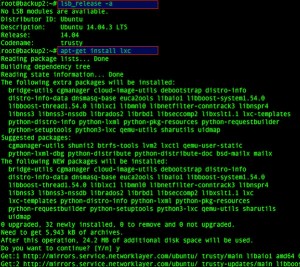 root@backup2:~# lsb_release -a
No LSB modules are available.
Distributor ID: Ubuntu
Description:    Ubuntu 14.04.3 LTS
Release:        14.04
Codename:       trusty
root@backup2:~# apt-get install lxc
Reading package lists... Done
Building dependency tree
Reading state information... Done
The following extra packages will be installed:
  bridge-utils cgmanager cloud-image-utils debootstrap distro-info
  distro-info-data dnsmasq-base euca2ools libaio1 libboost-system1.54.0
  libboost-thread1.54.0 liblxc1 libmnl0 libnetfilter-conntrack3 libnspr4
  libnss3 libnss3-nssdb librados2 librbd1 libseccomp2 libxslt1.1 lxc-templates
  python-distro-info python-lxml python-pkg-resources python-requestbuilder
  python-setuptools python3-lxc qemu-utils sharutils uidmap
Suggested packages:
  cgmanager-utils shunit2 btrfs-tools lvm2 lxctl qemu-user-static
  python-lxml-dbg python-distribute python-distribute-doc bsd-mailx mailx
The following NEW packages will be installed:
  bridge-utils cgmanager cloud-image-utils debootstrap distro-info
  distro-info-data dnsmasq-base euca2ools libaio1 libboost-system1.54.0
  libboost-thread1.54.0 liblxc1 libmnl0 libnetfilter-conntrack3 libnspr4
  libnss3 libnss3-nssdb librados2 librbd1 libseccomp2 libxslt1.1 lxc
  lxc-templates python-distro-info python-lxml python-pkg-resources
  python-requestbuilder python-setuptools python3-lxc qemu-utils sharutils
  uidmap
0 upgraded, 32 newly installed, 0 to remove and 0 not upgraded.
Need to get 5,943 kB of archives.
After this operation, 24.2 MB of additional disk space will be used.
Do you want to continue? [Y/n] y
Get:1 http://mirrors.service.networklayer.com/ubuntu/ trusty/main libaio1 amd64
Get:2 http://mirrors.service.networklayer.com/ubuntu/ trusty-updates/main libboost